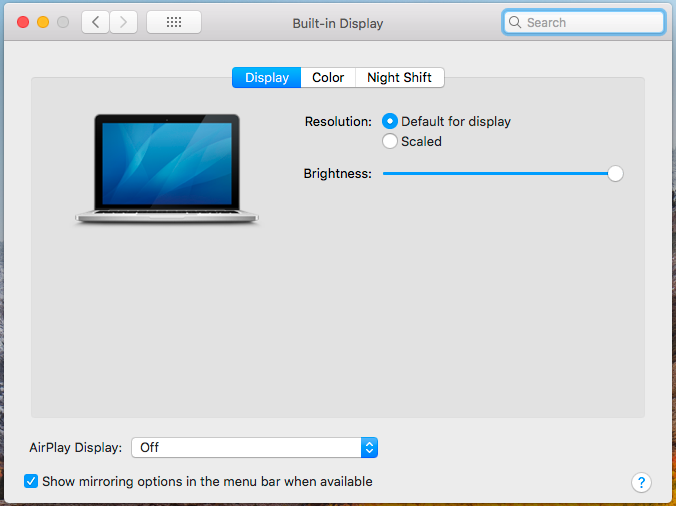 Built-in Display
Search
Display Color Night Shift
Resolution: Default for display
Scaled
Brightness:
AirPlay Display: Off
Show mirroring options in the menu bar when available
?